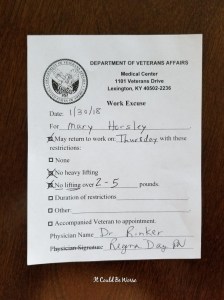 DEPARTMENT OF VETERANS AFFAIRS
Medical Center
1101 Veterans Drive
Lexington, KY 40502-2236
Work Excuse
Date: 1/30/18
For Mary Horsley
May return to work on Thursday with these
restrictions:
None
No heavy lifting
No lifting over 2-5 pounds.
Duration of restrictions
Other
Accompanied Veteran to appointment.
Physician Name: Dr. Rinker
Physician Signature: Regina Day RN
It Could Be Worse